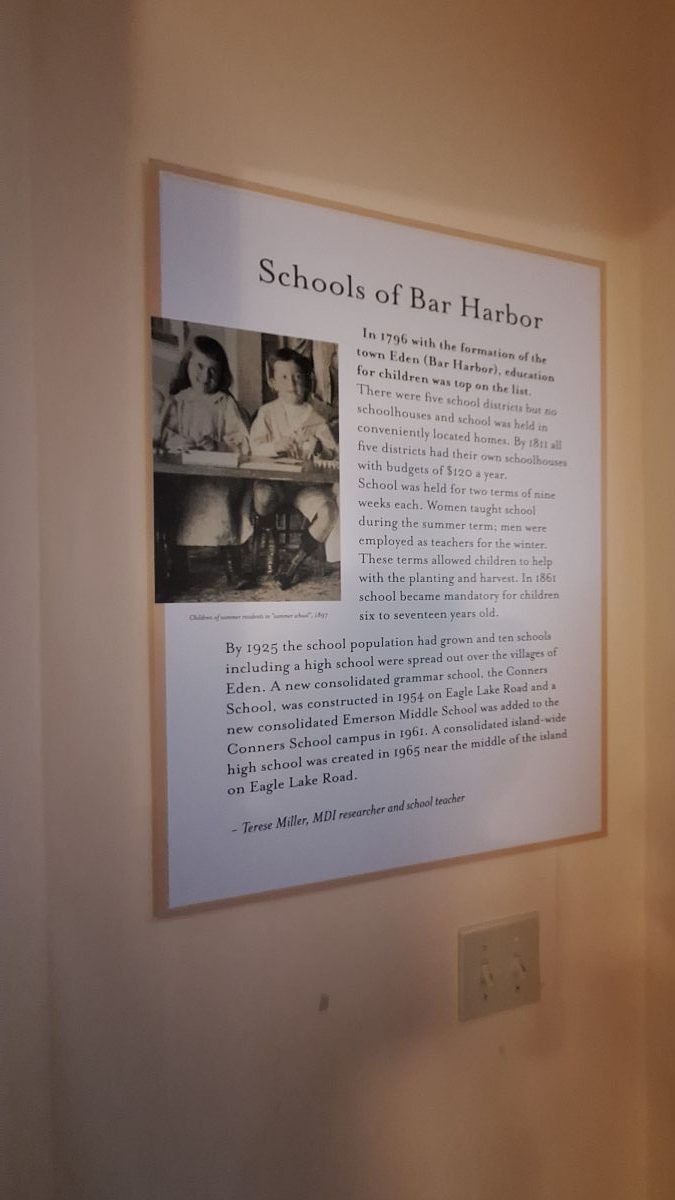 Schools of Bar Harbor
In 1796 with the formation of the
town Eden (Bar Harbor), education
for children was top on the list.
There were five school districts but no
schoolhouses and school was held in
conveniently located homes. By 1811 all
five districts had their own schoolhouses
with budgets of $120 a year.
School was held for two terms of nine
weeks each. Women taught school
during the summer term; men were
employed as teachers for the winter.
These terms allowed children to help
with the planting and harvest. In 1861
school became mandatory for children
six to seventeen years old.
Children of summer residents in "summer school", 1897
By 1925 the school population had grown and ten schools
including a high school were spread out over the villages of
Eden. A new consolidated grammar school, the Conners
School, was constructed in 1954 on Eagle Lake Road and a
new consolidated Emerson Middle School was added to the
Conners School campus in 1961. A consolidated island-wide
high school was created in 1965 near the middle of the island
on Eagle Lake Road.
– Terese Miller, MDI researcher and school teacher